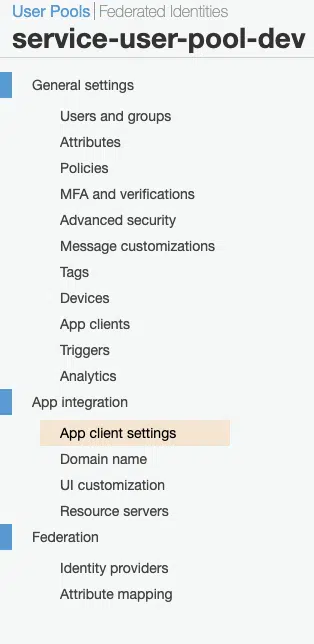 User Pools | Federated Identities
service-user-pool-dev
General settings
Users and groups
Attributes
Policies
MFA and verifications
Advanced security
Message customizations
Tags
Devices
App clients
Triggers
Analytics
App integration
App client settings
Domain name
UI customization
Resource servers
Federation
Identity providers
Attribute mapping